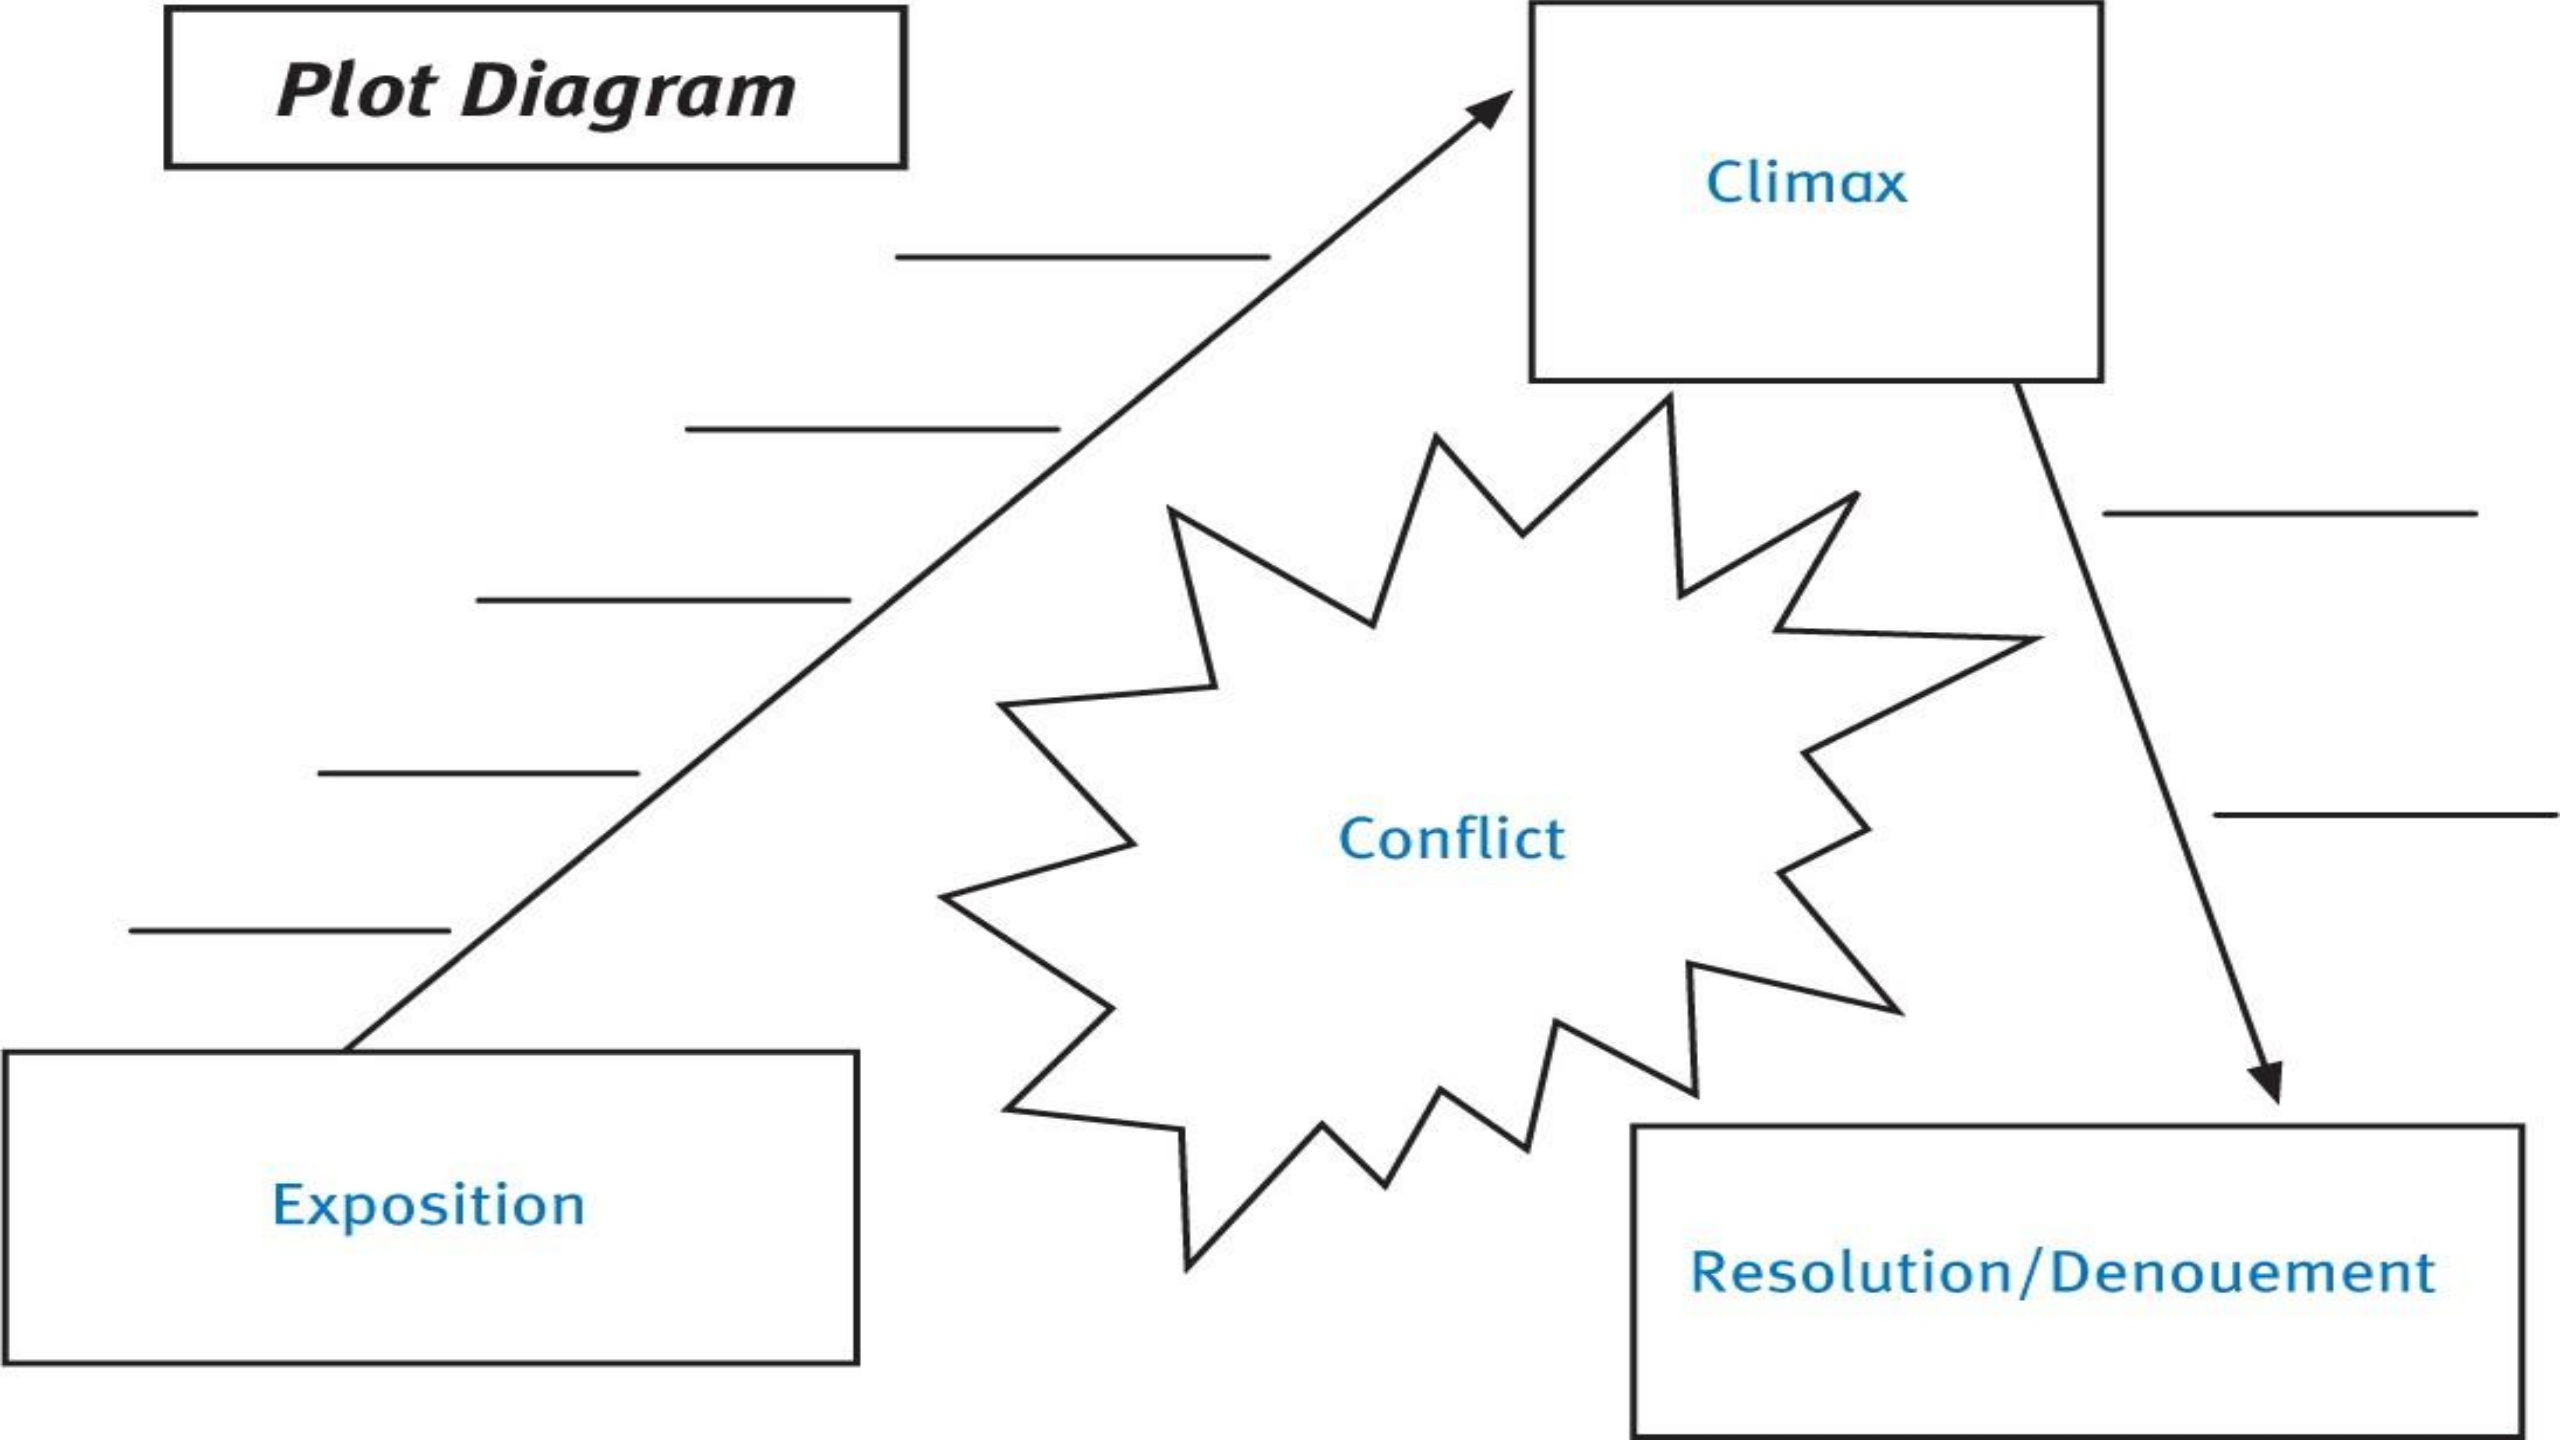 Plot Diagram
Climax
Conflict
Exposition
Resolution/Denouement